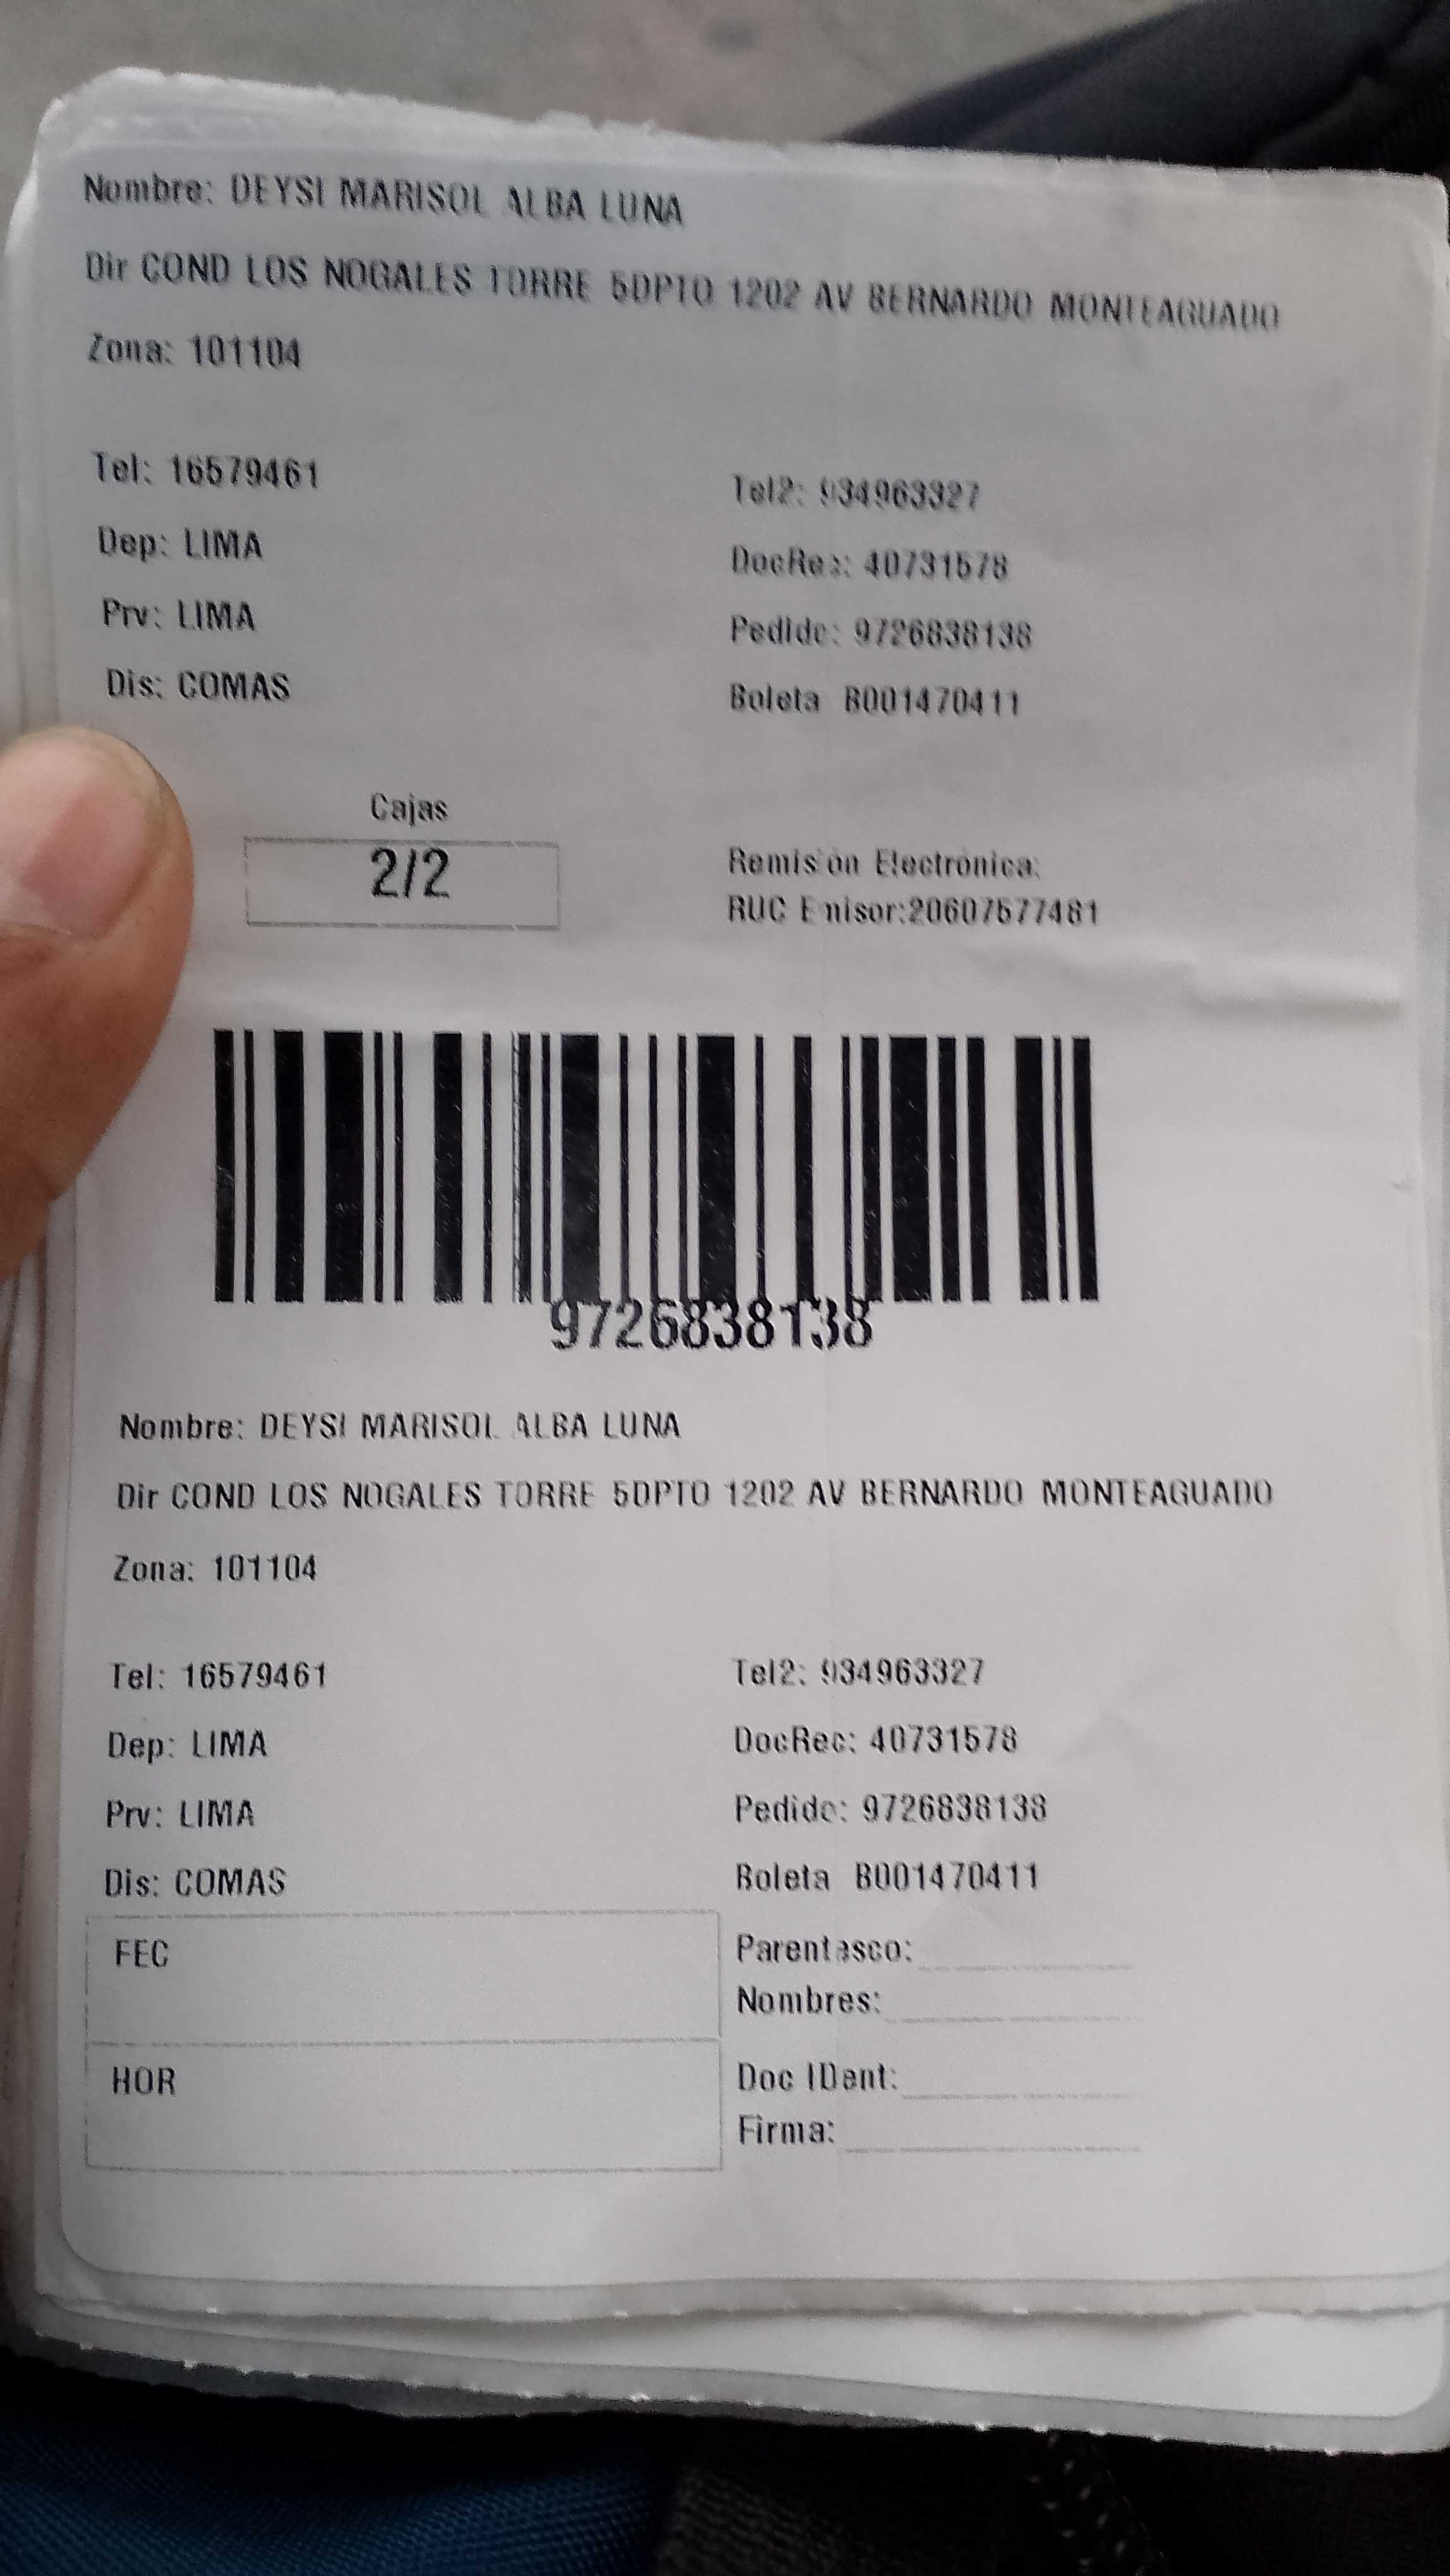 Nombre: DEYSI MARISOL ALBA LUNA
Dir COND LOS NOGALES TORRE 5DPTO 1202 AV BERNARDO MONTEAGUADO
Zona: 101104
Tel: 16579461
Tel2: 934963327
Dep: LIMA
DocRec: 40731578
Prv: LIMA
Pedido: 9726838138
Dis: COMAS
Boleta B001470411
Cajas
2/2
Remisión Electrónica:
RUC Emisor:20607577481
9726838138
Nombre: DEYSI MARISOL ALBA LUNA
Dir COND LOS NOGALES TORRE 5DPTO 1202 AV BERNARDO MONTEAGUADO
Zona: 101104
Tel: 16579461
Tel2: 934963327
Dep: LIMA
DocRec: 40731578
Prv: LIMA
Pedido: 9726838138
Dis: COMAS
Boleta B001470411
FEC
Parentesco:
Nombres:
HOR
Doc IDent:
Firma: